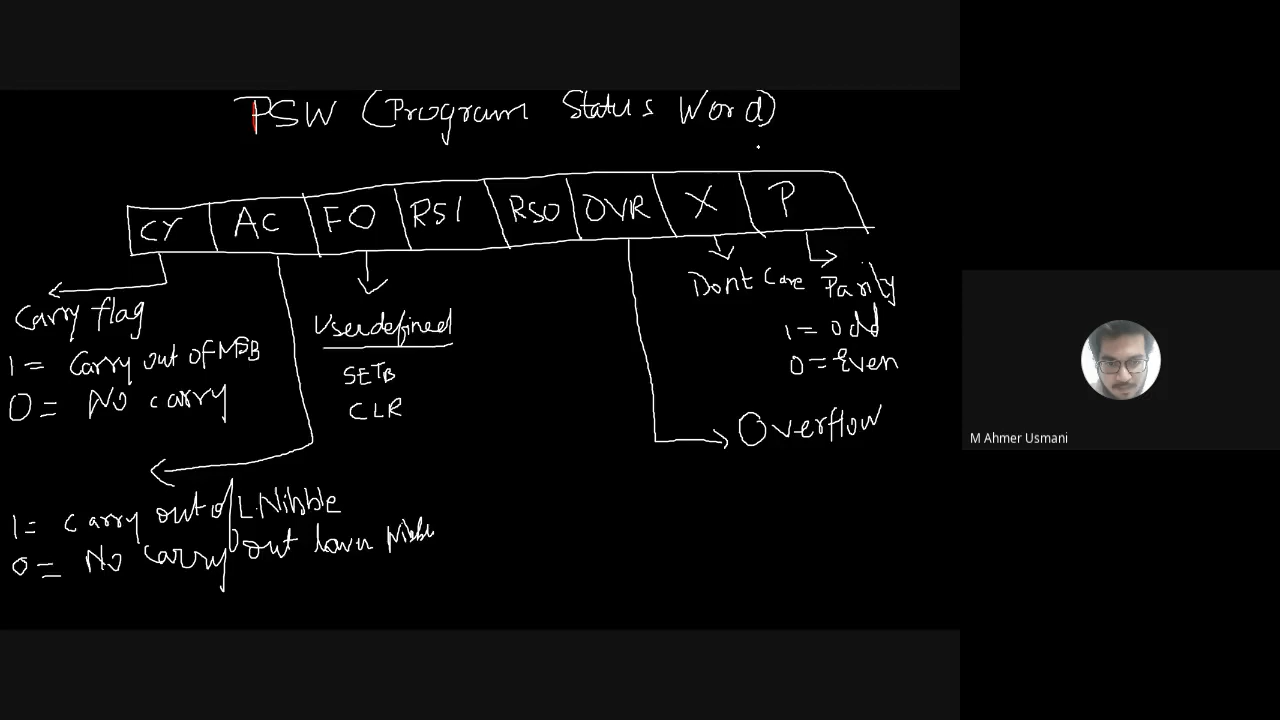 PSW (Program Status Word)
CY AC F0 RS1 RS0 OVR X P
Carry flag
1 = Carry out of MSB
0 = No carry
Userdefined
SETB
CLR
Dont Care
Parity
1 = odd
0 = Even
Overflow
1 = carry out of L.Nibble
0 = No carry out lower Nibble
M Ahmer Usmani